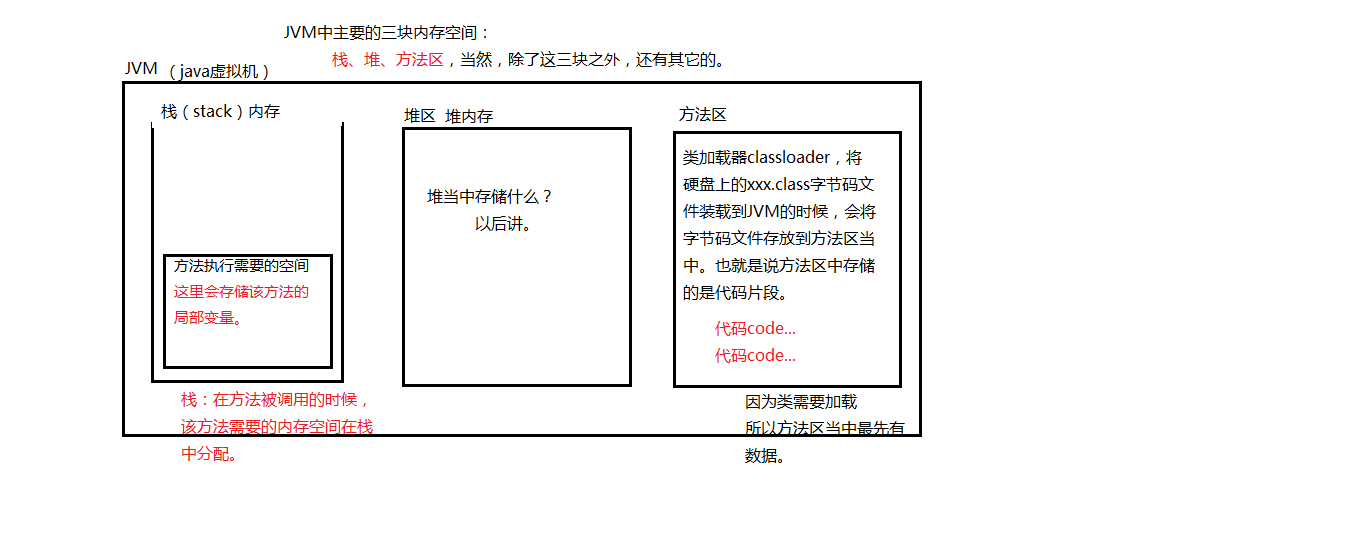 JVM中主要的三块内存空间：
栈、堆、方法区，当然，除了这三块之外，还有其它的。
JVM （java虚拟机）
栈（stack）内存
方法执行需要的空间
这里会存储该方法的
局部变量。
栈：在方法被调用的时候，
该方法需要的内存空间在栈
中分配。
堆区 堆内存
堆当中存储什么？
以后讲。
方法区
类加载器classloader，将
硬盘上的xxx.class字节码文
件装载到JVM的时候，会将
字节码文件存放到方法区当
中。也就是说方法区中存储
的是代码片段。
代码code...
代码code...
因为类需要加载
所以方法区当中最先有
数据。